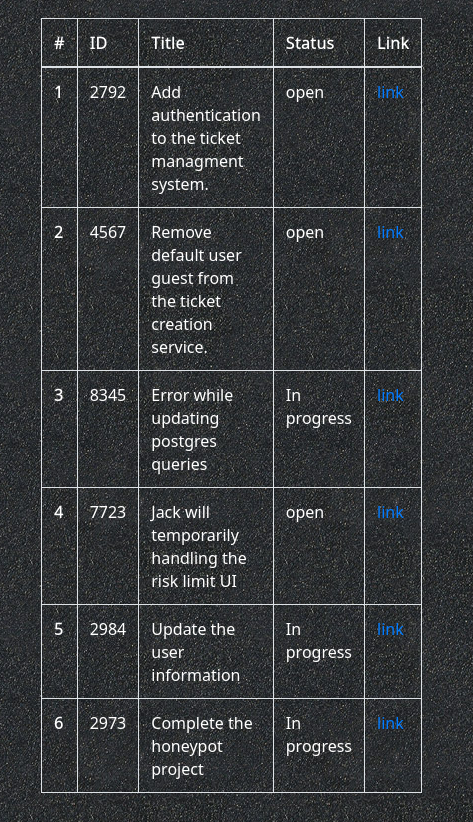 # ID Title Status Link
1 2792 Add authentication to the ticket managment system. open link
2 4567 Remove default user guest from the ticket creation service. open link
3 8345 Error while updating postgres queries In progress link
4 7723 Jack will temporarily handling the risk limit UI open link
5 2984 Update the user information In progress link
6 2973 Complete the honeypot project In progress link